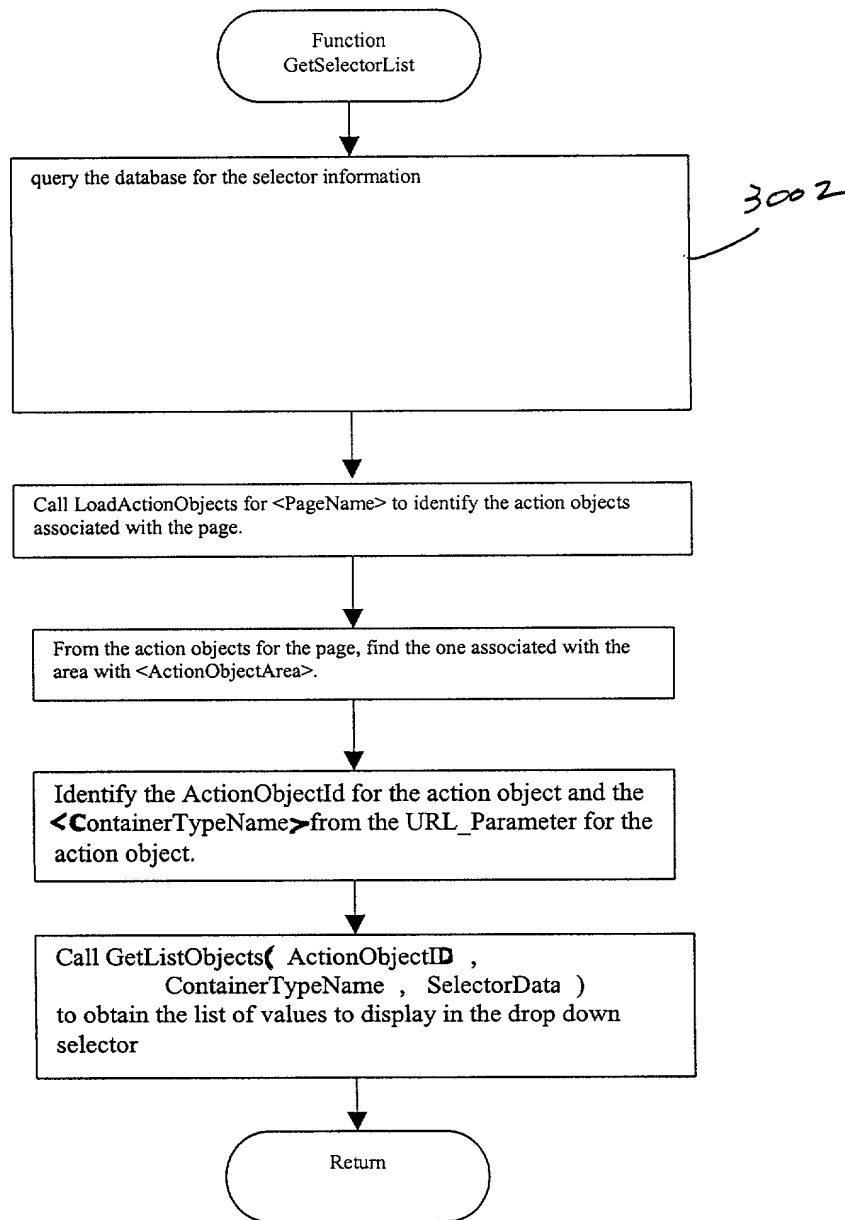 Function
GetSelectorList
query the database for the selector information
3002
Call LoadActionObjects for <PageName> to identify the action objects
associated with the page.
From the action objects for the page, find the one associated with the
area with <ActionObjectArea>.
Identify the ActionObjectId for the action object and the
<ContainerTypeName>from the URL_Parameter for the
action object.
Call GetListObjects( ActionObjectID ,
ContainerTypeName , SelectorData )
to obtain the list of values to display in the drop down
selector
Return